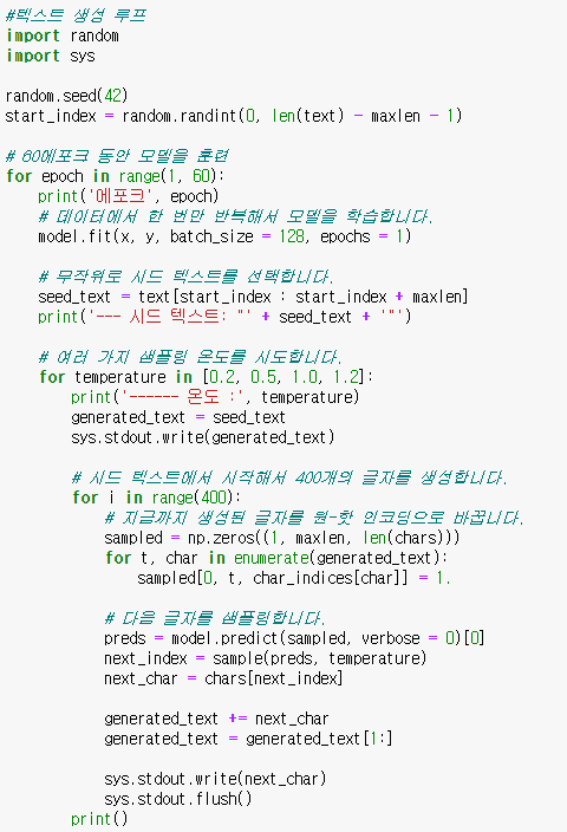 #텍스트 생성 루프
import random
import sys
random.seed(42)
start_index = random.randint(0, len(text) - maxlen - 1)
# 60에포크 동안 모델을 훈련
for epoch in range(1, 60):
    print('에포크', epoch)
    # 데이터에서 한 번만 반복해서 모델을 학습합니다.
    model.fit(x, y, batch_size = 128, epochs = 1)
    # 무작위로 시드 텍스트를 선택합니다.
    seed_text = text[start_index : start_index + maxlen]
    print('--- 시드 텍스트: "' + seed_text + '"')
    # 여러 가지 샘플링 온도를 시도합니다.
    for temperature in [0.2, 0.5, 1.0, 1.2]:
        print('------ 온도 :', temperature)
        generated_text = seed_text
        sys.stdout.write(generated_text)
        # 시드 텍스트에서 시작해서 400개의 글자를 생성합니다.
        for i in range(400):
            # 지금까지 생성된 글자를 원-핫 인코딩으로 바꿉니다.
            sampled = np.zeros((1, maxlen, len(chars)))
            for t, char in enumerate(generated_text):
                sampled[0, t, char_indices[char]] = 1.
            # 다음 글자를 샘플링합니다.
            preds = model.predict(sampled, verbose = 0)[0]
            next_index = sample(preds, temperature)
            next_char = chars[next_index]
            generated_text += next_char
            generated_text = generated_text[1:]
            sys.stdout.write(next_char)
            sys.stdout.flush()
        print()